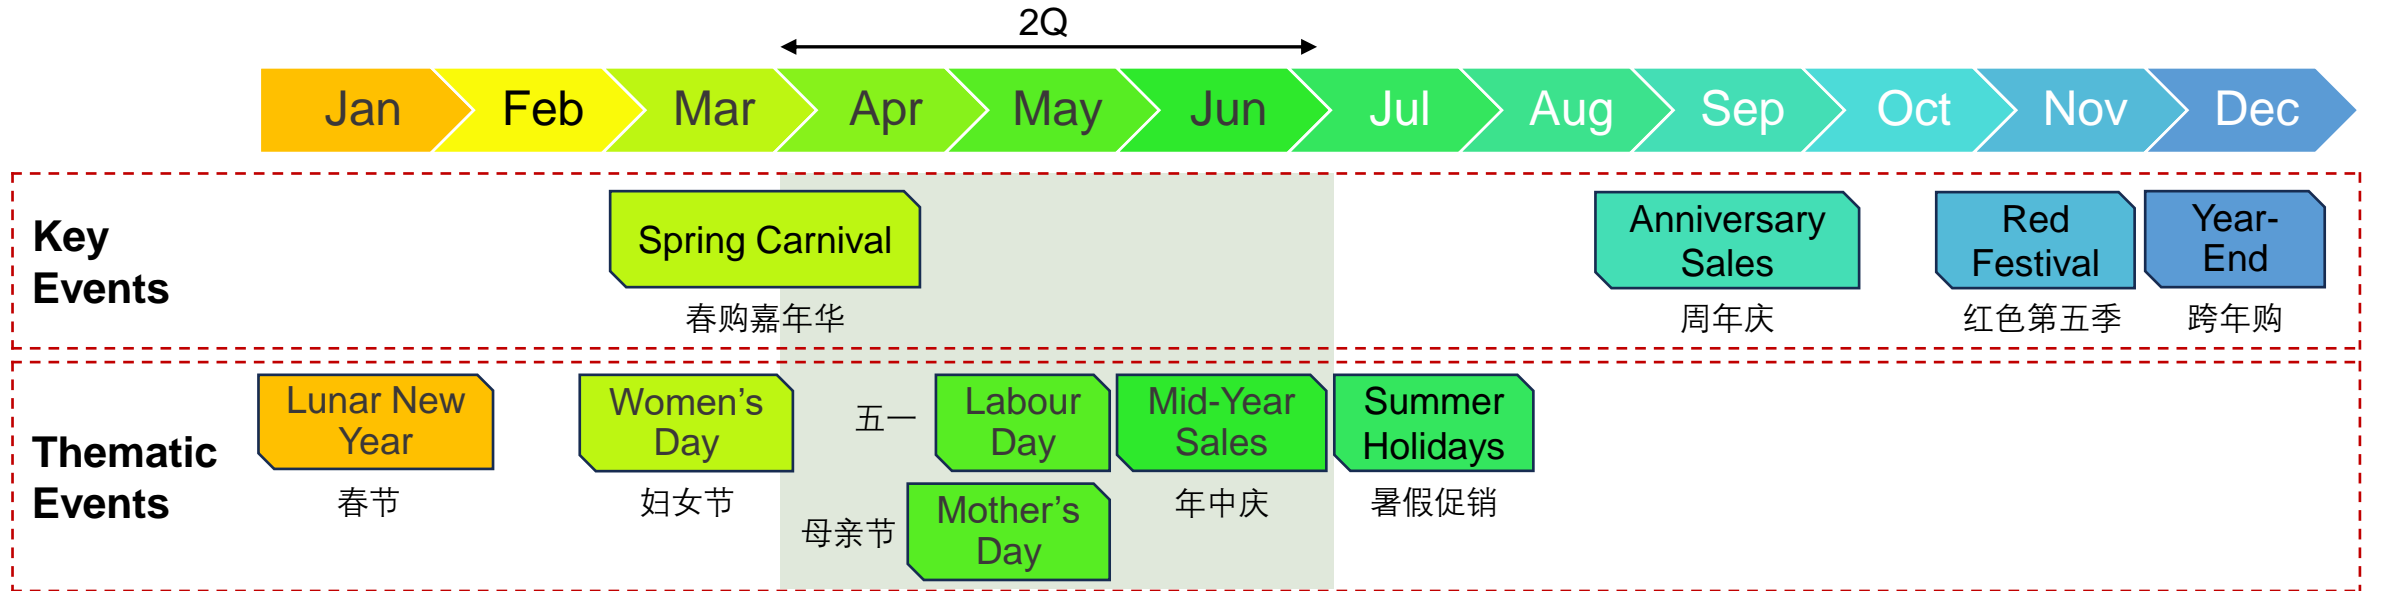 2Q
Jan Feb Mar Apr May Jun Jul Aug Sep Oct Nov Dec
Key
Events
Spring Carnival
春购嘉年华
Anniversary
Sales
周年庆
Red
Festival
红色第五季
Year-
End
跨年购
Thematic
Events
Lunar New
Year
春节
Women's
Day
妇女节
五一
Labour
Day
母亲节
Mother's
Day
Mid-Year
Sales
年中庆
Summer
Holidays
暑假促销